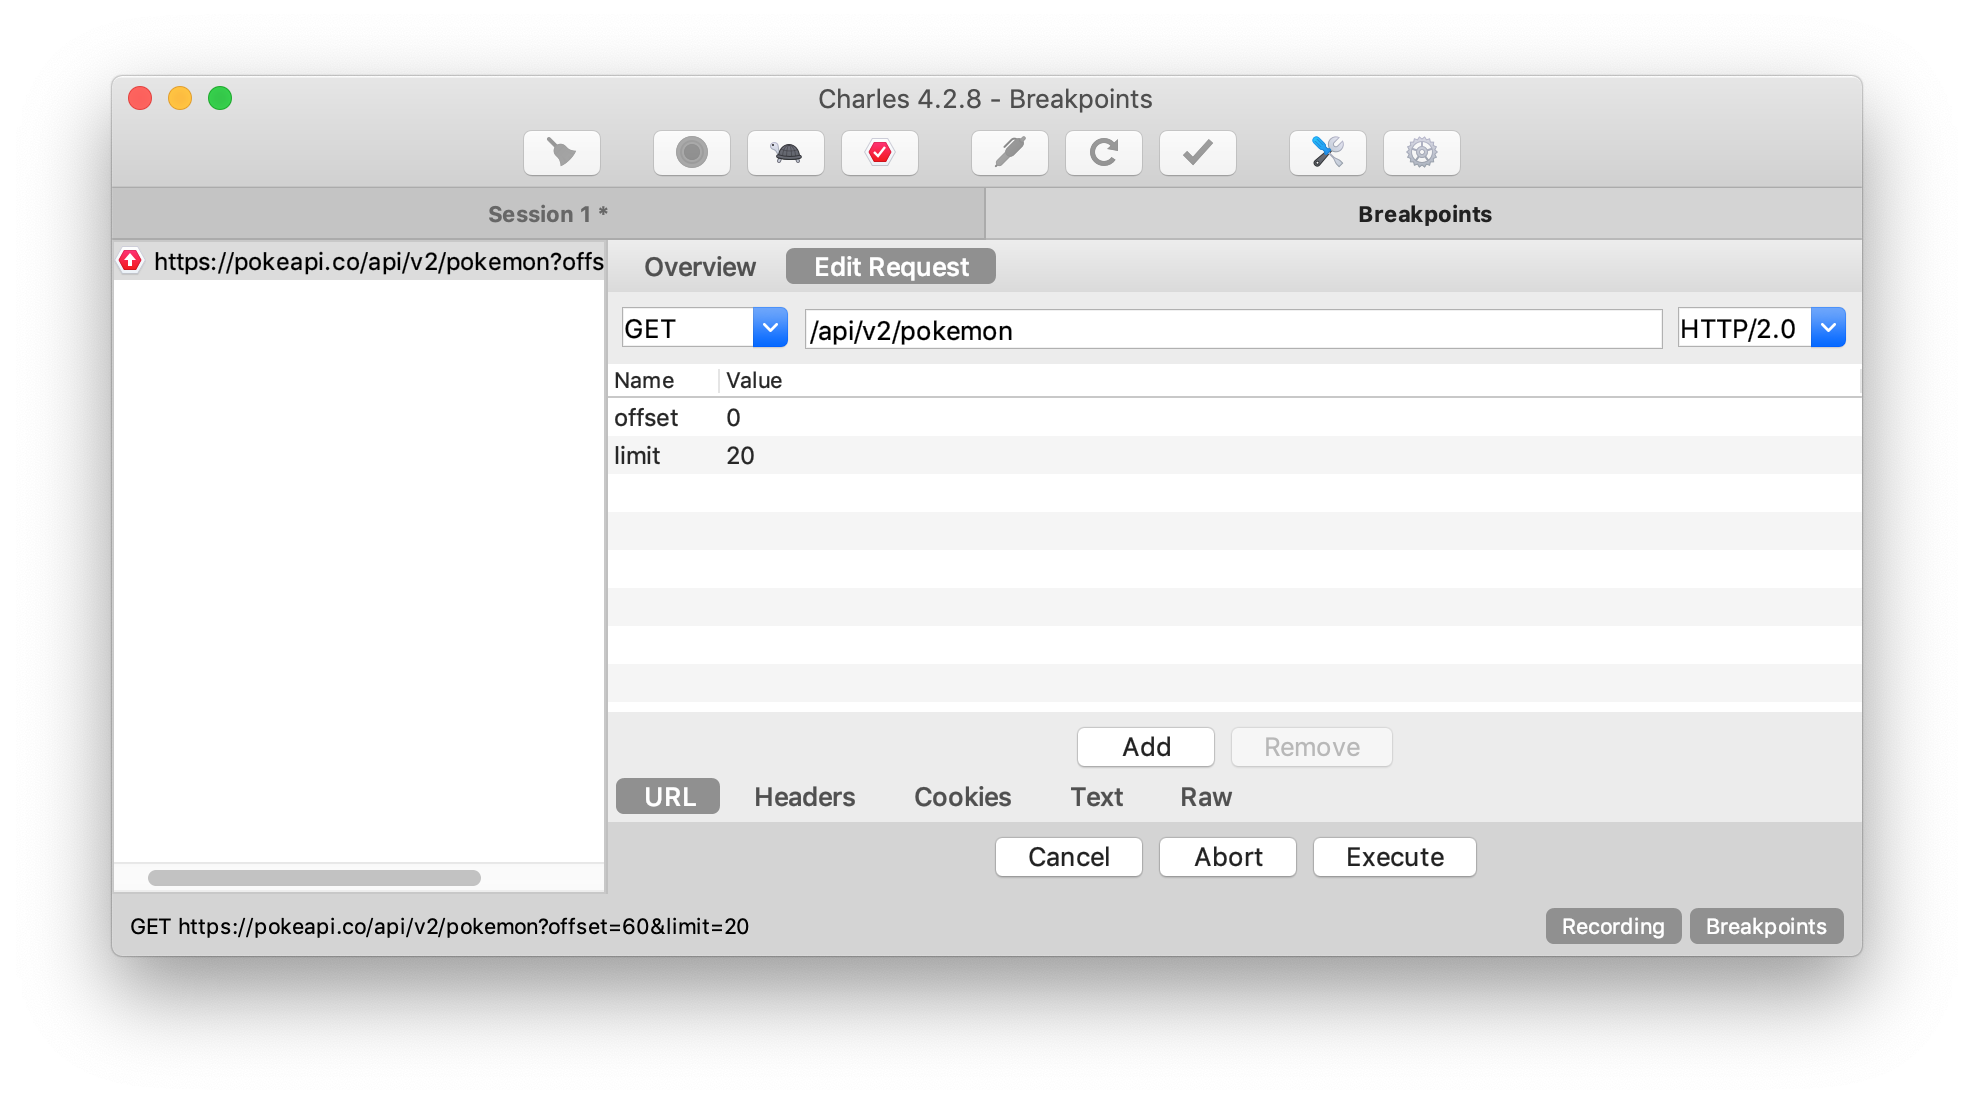 Charles 4.2.8 - Breakpoints
Session 1 *
Breakpoints
https://pokeapi.co/api/v2/pokemon?offs
Overview
Edit Request
GET
/api/v2/pokemon
HTTP/2.0
Name Value
offset 0
limit 20
Add
Remove
URL
Headers
Cookies
Text
Raw
Cancel
Abort
Execute
GET https://pokeapi.co/api/v2/pokemon?offset=60&limit=20
Recording
Breakpoints